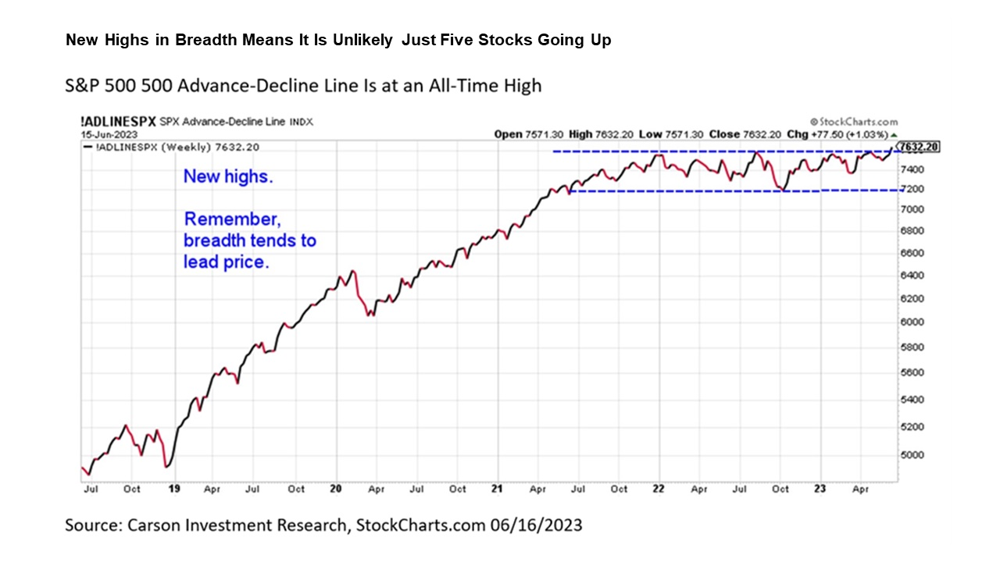 New Highs in Breadth Means It Is Unlikely Just Five Stocks Going Up
S&P 500 500 Advance-Decline Line Is at an All-Time High
!ADLINESPX SPX Advance-Decline Line INDX
© StockCharts.com
15-Jun-2023
Open 7571.30 High 7632.20 Low 7571.30 Close 7632.20 Chg +77.50 (+1.03%)
!ADLINESPX (Weekly) 7632.20
7632.20
New highs.
Remember,
breadth tends to
lead price.
7400
7200
7000
6800
6600
6400
6200
6000
5800
5600
5400
5200
5000
Jul Oct 19 Apr Jul Oct 20 Apr Jul Oct 21 Apr Jul Oct 22 Apr Jul Oct 23 Apr
Source: Carson Investment Research, StockCharts.com 06/16/2023